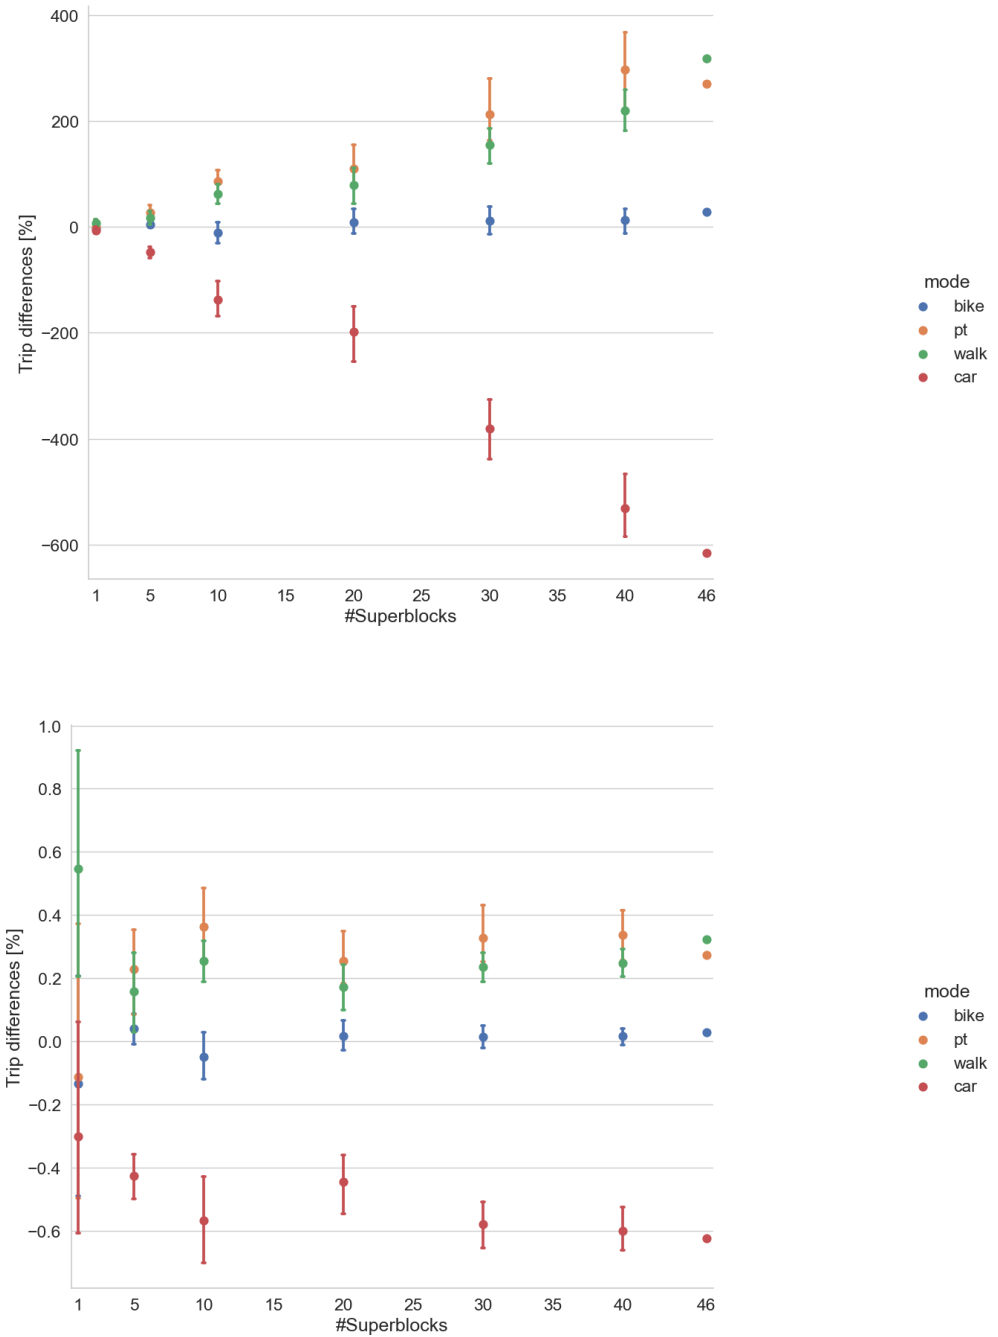 400
200
0
−200
−400
−600
Trip differences [%]
1 5 10 15 20 25 30 35 40 46
#Superblocks
mode
bike
pt
walk
car
1.0
0.8
0.6
0.4
0.2
0.0
−0.2
−0.4
−0.6
Trip differences [%]
1 5 10 15 20 25 30 35 40 46
#Superblocks
mode
bike
pt
walk
car